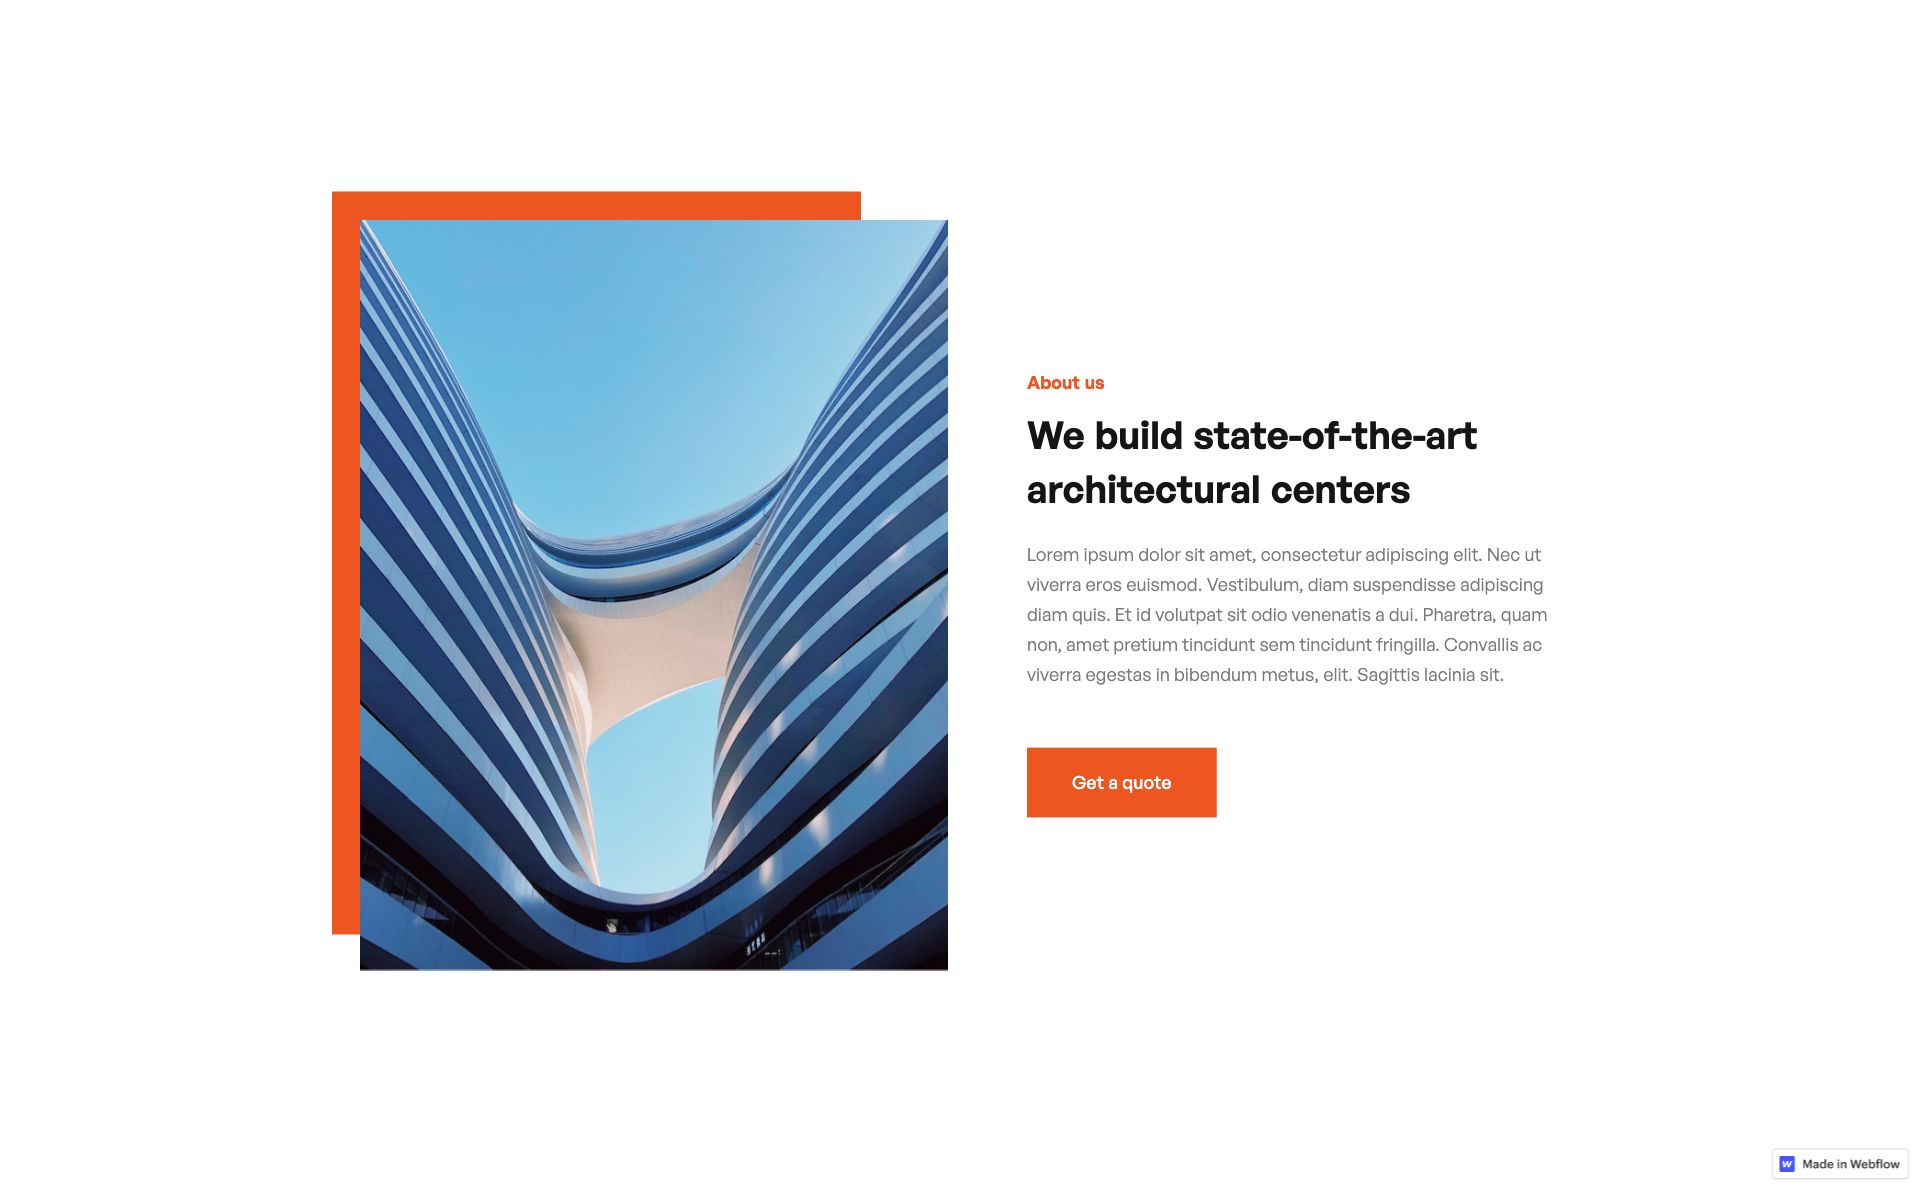 About us
We build state-of-the-art
architectural centers
Lorem ipsum dolor sit amet, consectetur adipiscing elit. Nec ut
viverra eros euismod. Vestibulum, diam suspendisse adipiscing
diam quis. Et id volutpat sit odio venenatis a dui. Pharetra, quam
non, amet pretium tincidunt sem tincidunt fringilla. Convallis ac
viverra egestas in bibendum metus, elit. Sagittis lacinia sit.
Get a quote
Made in Webflow